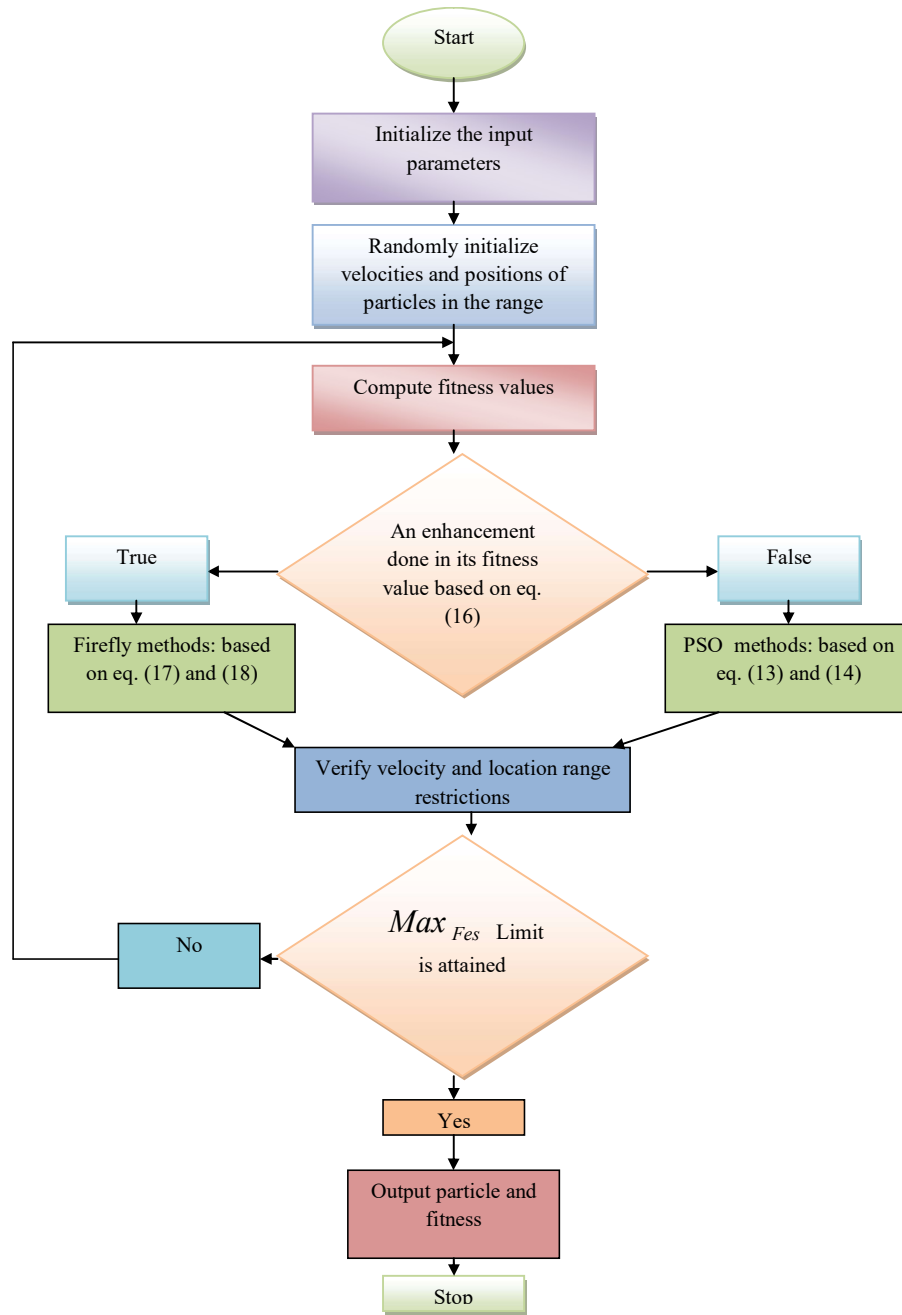 Start
Initialize the input
parameters
Randomly initialize
velocities and positions of
particles in the range
Compute fitness values
An enhancement
done in its fitness
value based on eq.
(16)
True
False
Firefly methods: based
on eq. (17) and (18)
PSO methods: based on
eq. (13) and (14)
Verify velocity and location range
restrictions
Max Fes Limit
is attained
No
Yes
Output particle and
fitness
Stop